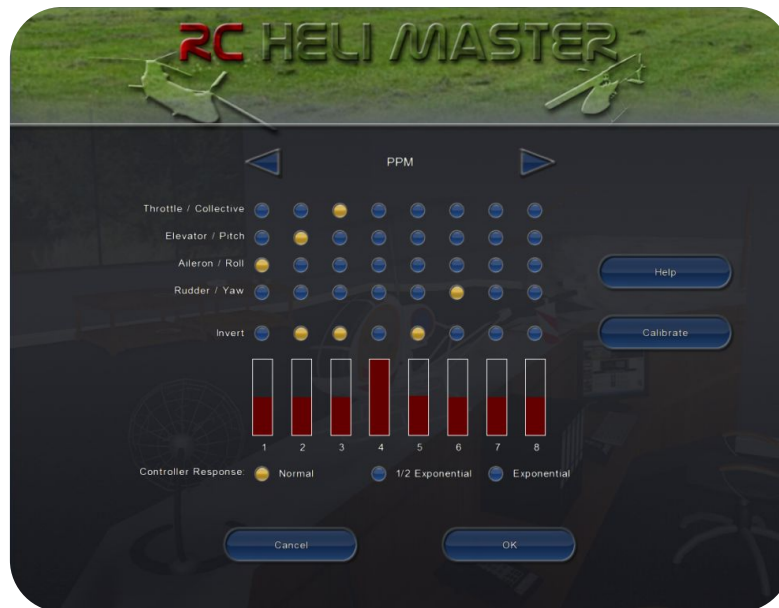 RC HELI MASTER
PPM
Throttle / Collective
Elevator / Pitch
Aileron / Roll
Rudder / Yaw
Help
Invert
Calibrate
1 2 3 4 5 6 7 8
Controller Response: Normal 1/2 Exponential Exponential
Cancel OK